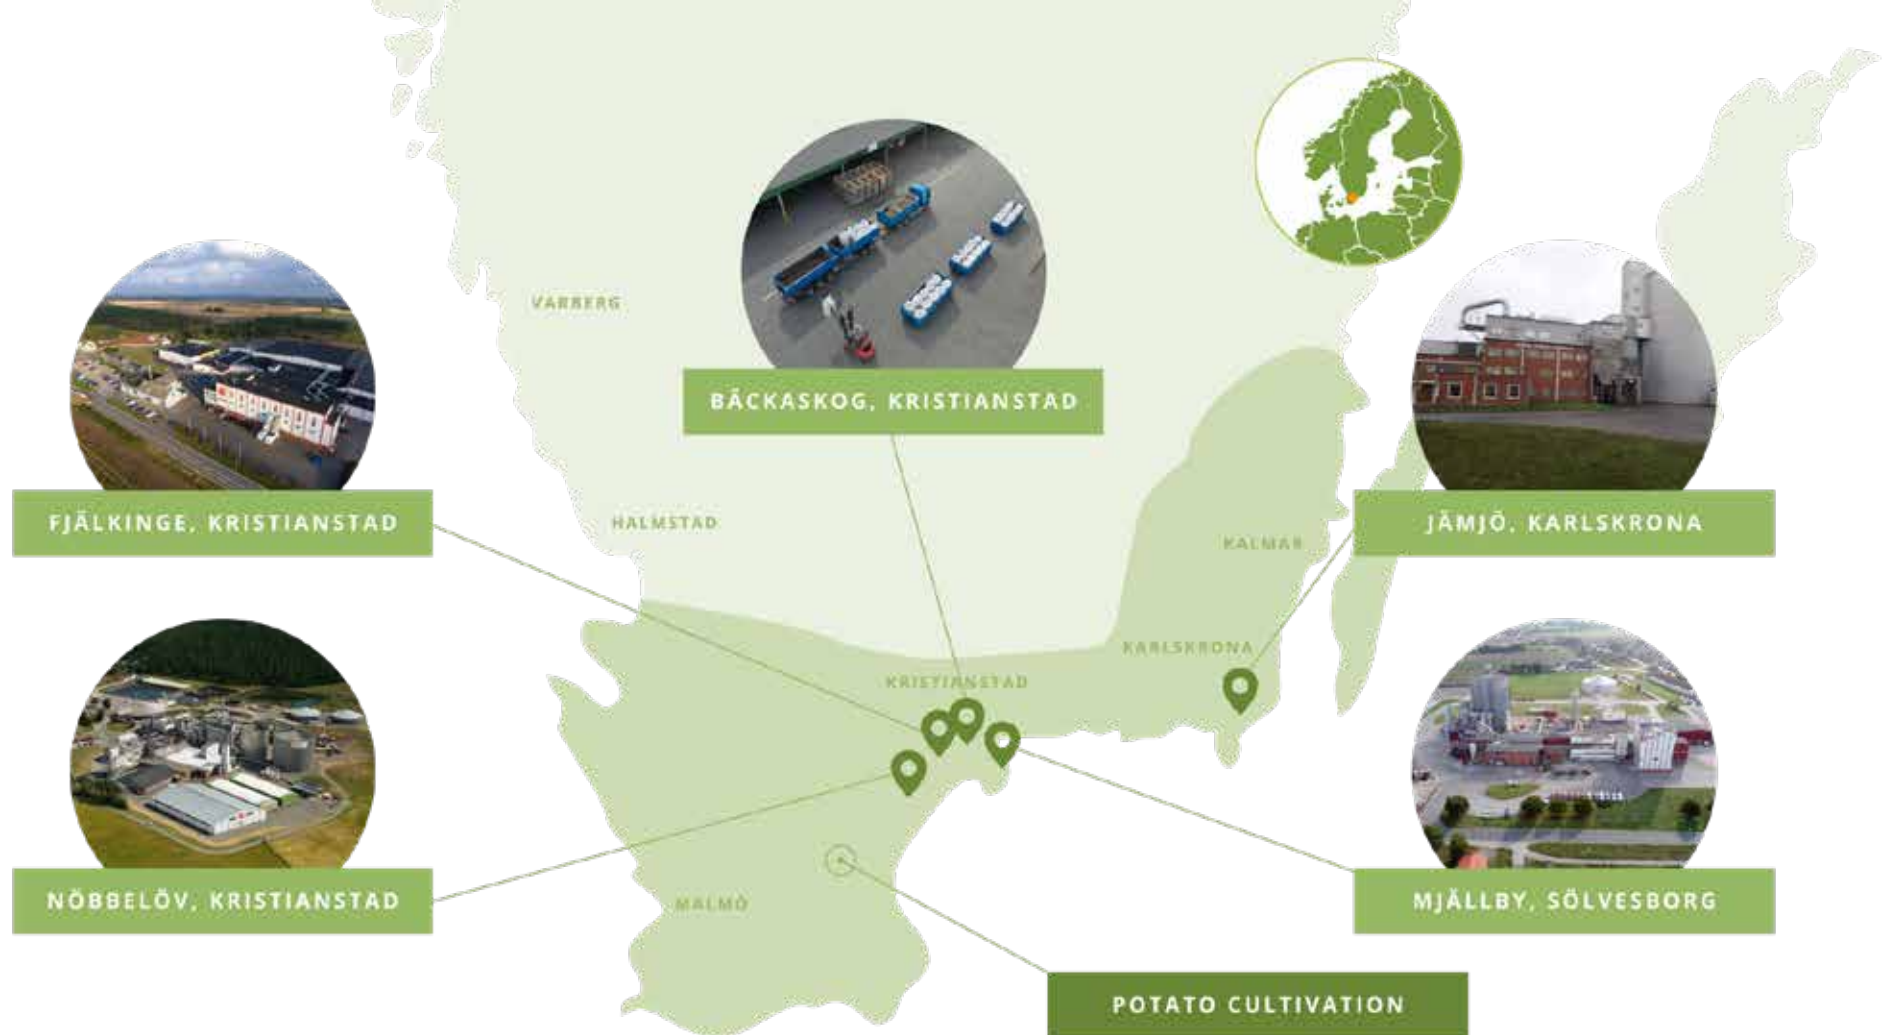 VARBERG
BÄCKASKOG, KRISTIANSTAD
FJÄLKINGE, KRISTIANSTAD
HALMSTAD
JÄMJÖ, KARLSKRONA
KALMAR
KARLSKRONA
KRISTIANSTAD
NÖBBELÖV, KRISTIANSTAD
MALMÖ
MJÄLLBY, SÖLVESBORG
POTATO CULTIVATION